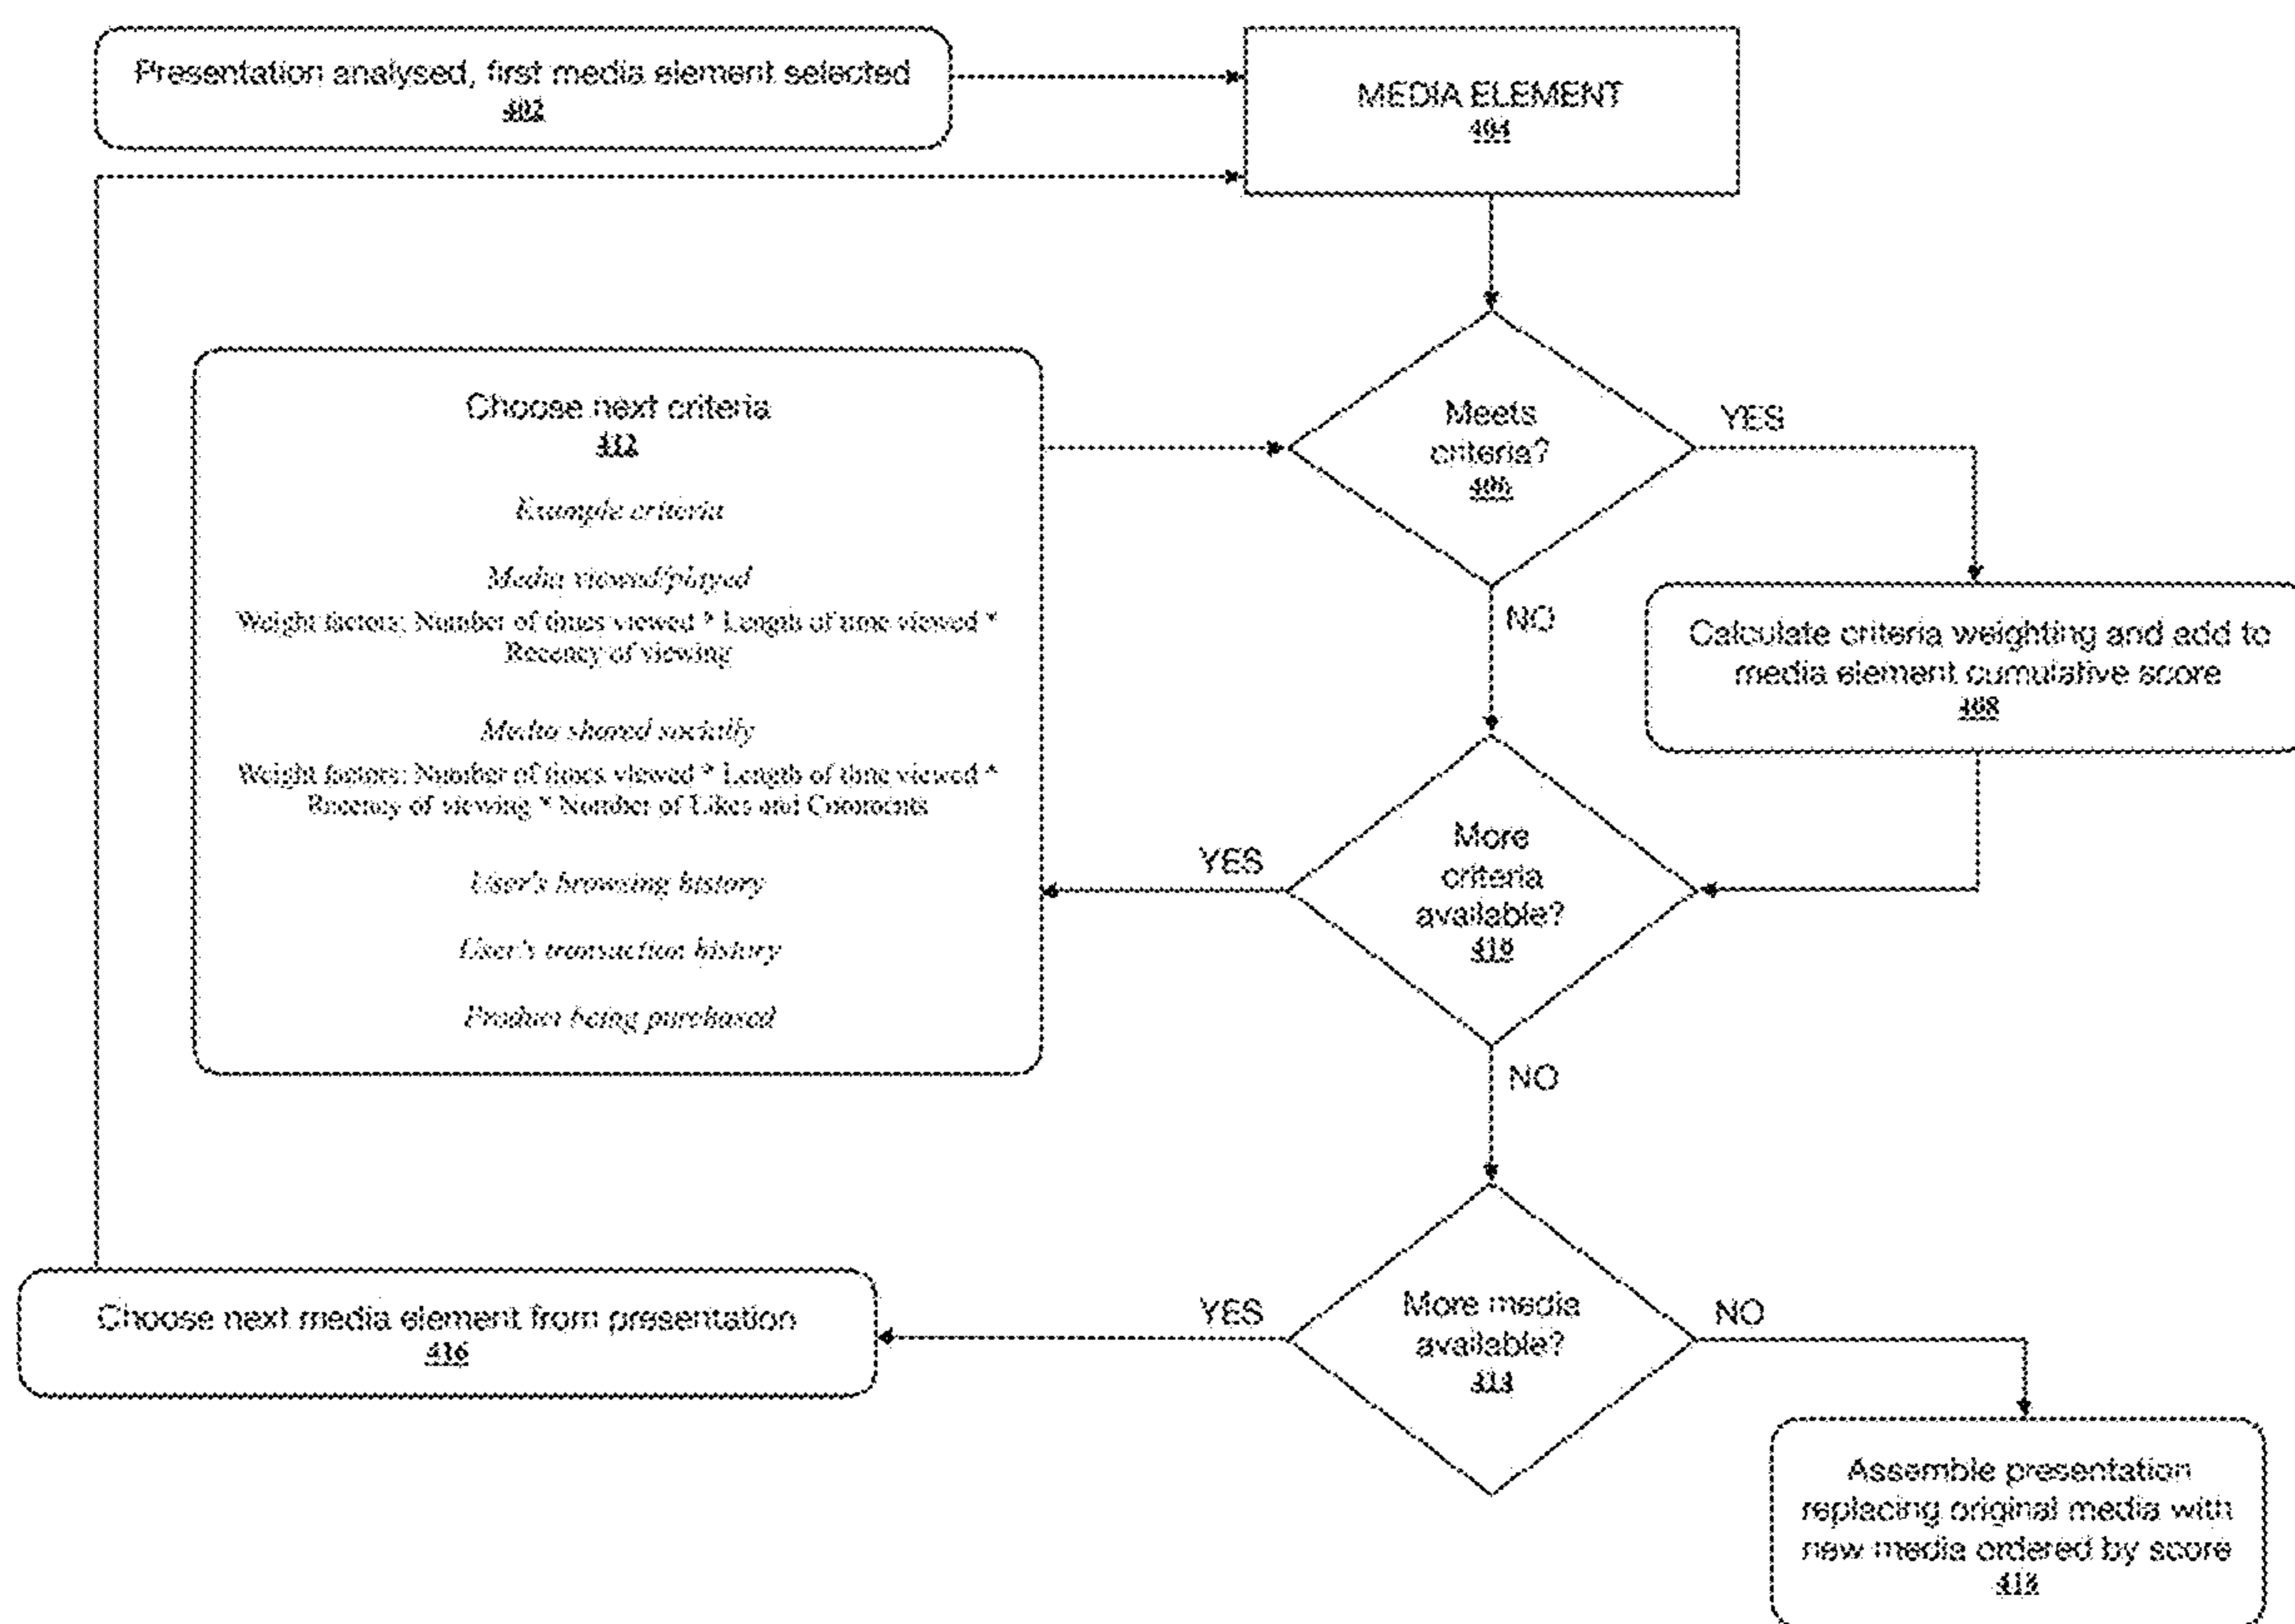 Presentation analysed, first media element selected
402
MEDIA ELEMENT
404
Meets
criteria?
406
YES
NO
Calculate criteria weighting and add to
media element cumulative score
408
Choose next criteria
412
Example criteria
Media viewed/played
Weight factors: Number of times viewed * Length of time viewed *
Recency of viewing
Media shared socially
Weight factors: Number of times viewed * Length of time viewed *
Recency of viewing * Number of Likes and Comments
User's browsing history
User's transaction history
Product being purchased
More
criteria
available?
410
YES
NO
More media
available?
414
YES
NO
Choose next media element from presentation
416
Assemble presentation
replacing original media with
new media ordered by score
418